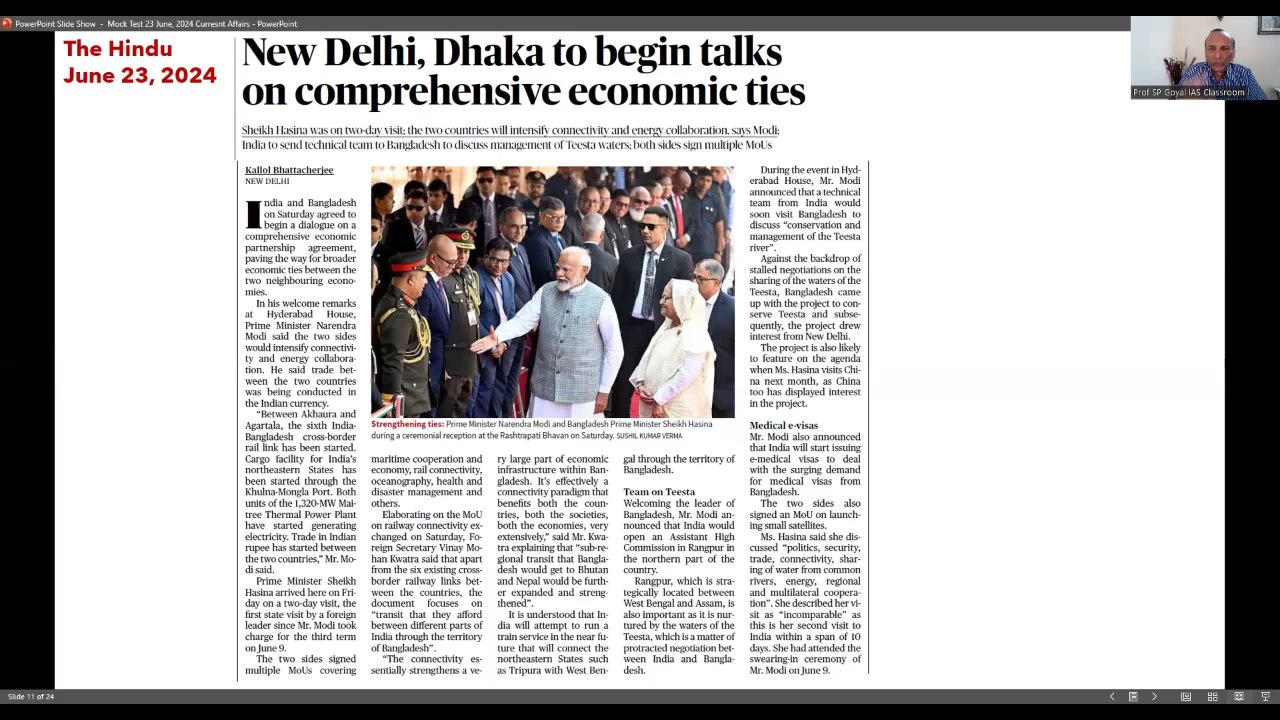 PowerPoint Slide Show - Mock Test 23 June, 2024 Curresnt Affairs - PowerPoint
The Hindu
June 23, 2024
New Delhi, Dhaka to begin talks
on comprehensive economic ties
Sheikh Hasina was on two-day visit; the two countries will intensify connectivity and energy collaboration, says Modi;
India to send technical team to Bangladesh to discuss management of Teesta waters; both sides sign multiple MoUs
Kallol Bhattacherjee
NEW DELHI
India and Bangladesh
on Saturday agreed to
begin a dialogue on a
comprehensive economic
partnership agreement,
paving the way for broader
economic ties between the
two neighbouring econo-
mies.
In his welcome remarks
at Hyderabad House,
Prime Minister Narendra
Modi said the two sides
would intensify connectivi-
ty and energy collabora-
tion. He said trade bet-
ween the two countries
was being conducted in
the Indian currency.
“Between Akhaura and
Agartala, the sixth India-
Bangladesh cross-border
rail link has been started.
Cargo facility for India’s
northeastern States has
been started through the
Khulna-Mongla Port. Both
units of the 1,320-MW Mai-
tree Thermal Power Plant
have started generating
electricity. Trade in Indian
rupee has started between
the two countries,” Mr. Mo-
di said.
Prime Minister Sheikh
Hasina arrived here on Fri-
day on a two-day visit, the
first state visit by a foreign
leader since Mr. Modi took
charge for the third term
on June 9.
The two sides signed
multiple MoUs covering
Strengthening ties: Prime Minister Narendra Modi and Bangladesh Prime Minister Sheikh Hasina
during a ceremonial reception at the Rashtrapati Bhavan on Saturday. SUSHIL KUMAR VERMA
maritime cooperation and
economy, rail connectivity,
oceanography, health and
disaster management and
others.
Elaborating on the MoU
on railway connectivity ex-
changed on Saturday, Fo-
reign Secretary Vinay Mo-
han Kwatra said that apart
from the six existing cross-
border railway links bet-
ween the countries, the
document focuses on
“transit that they afford
between different parts of
India through the territory
of Bangladesh”.
“The connectivity es-
sentially strengthens a ve-
ry large part of economic
infrastructure within Ban-
gladesh. It’s effectively a
connectivity paradigm that
benefits both the coun-
tries, both the societies,
both the economies, very
extensively,” said Mr. Kwa-
tra explaining that “sub-re-
gional transit that Bangla-
desh would get to Bhutan
and Nepal would be furth-
er expanded and streng-
thened”.
It is understood that In-
dia will attempt to run a
train service in the near fu-
ture that will connect the
northeastern States such
as Tripura with West Ben-
gal through the territory of
Bangladesh.
Team on Teesta
Welcoming the leader of
Bangladesh, Mr. Modi an-
nounced that India would
open an Assistant High
Commission in Rangpur in
the northern part of the
country.
Rangpur, which is stra-
tegically located between
West Bengal and Assam, is
also important as it is nur-
tured by the waters of the
Teesta, which is a matter of
protracted negotiation bet-
ween India and Bangla-
desh.
During the event in Hyd-
erabad House, Mr. Modi
announced that a technical
team from India would
soon visit Bangladesh to
discuss “conservation and
management of the Teesta
river”.
Against the backdrop of
stalled negotiations on the
sharing of the waters of the
Teesta, Bangladesh came
up with the project to con-
serve Teesta and subse-
quently, the project drew
interest from New Delhi.
The project is also likely
to feature on the agenda
when Ms. Hasina visits Chi-
na next month, as China
too has displayed interest
in the project.
Medical e-visas
Mr. Modi also announced
that India will start issuing
e-medical visas to deal
with the surging demand
for medical visas from
Bangladesh.
The two sides also
signed an MoU on launch-
ing small satellites.
Ms. Hasina said she dis-
cussed “politics, security,
trade, connectivity, shar-
ing of water from common
rivers, energy, regional
and multilateral coopera-
tion”. She described her vi-
sit as “incomparable” as
this is her second visit to
India within a span of 10
days. She had attended the
swearing-in ceremony of
Mr. Modi on June 9.
Prof SP Goyal IAS Classroom
Slide 11 of 24